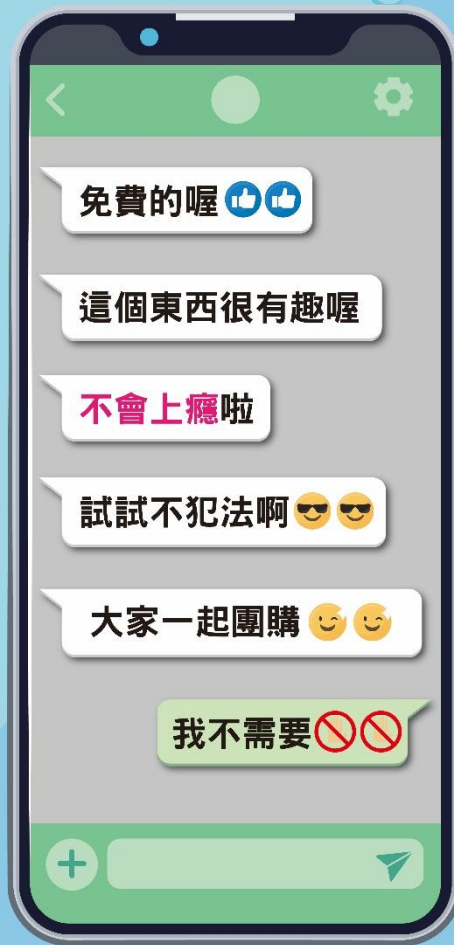 免費的喔👍👍
這個東西很有趣喔
不會上癮啦
試試不犯法啊😎😎
大家一起團購😉😉
我不需要🚫🚫